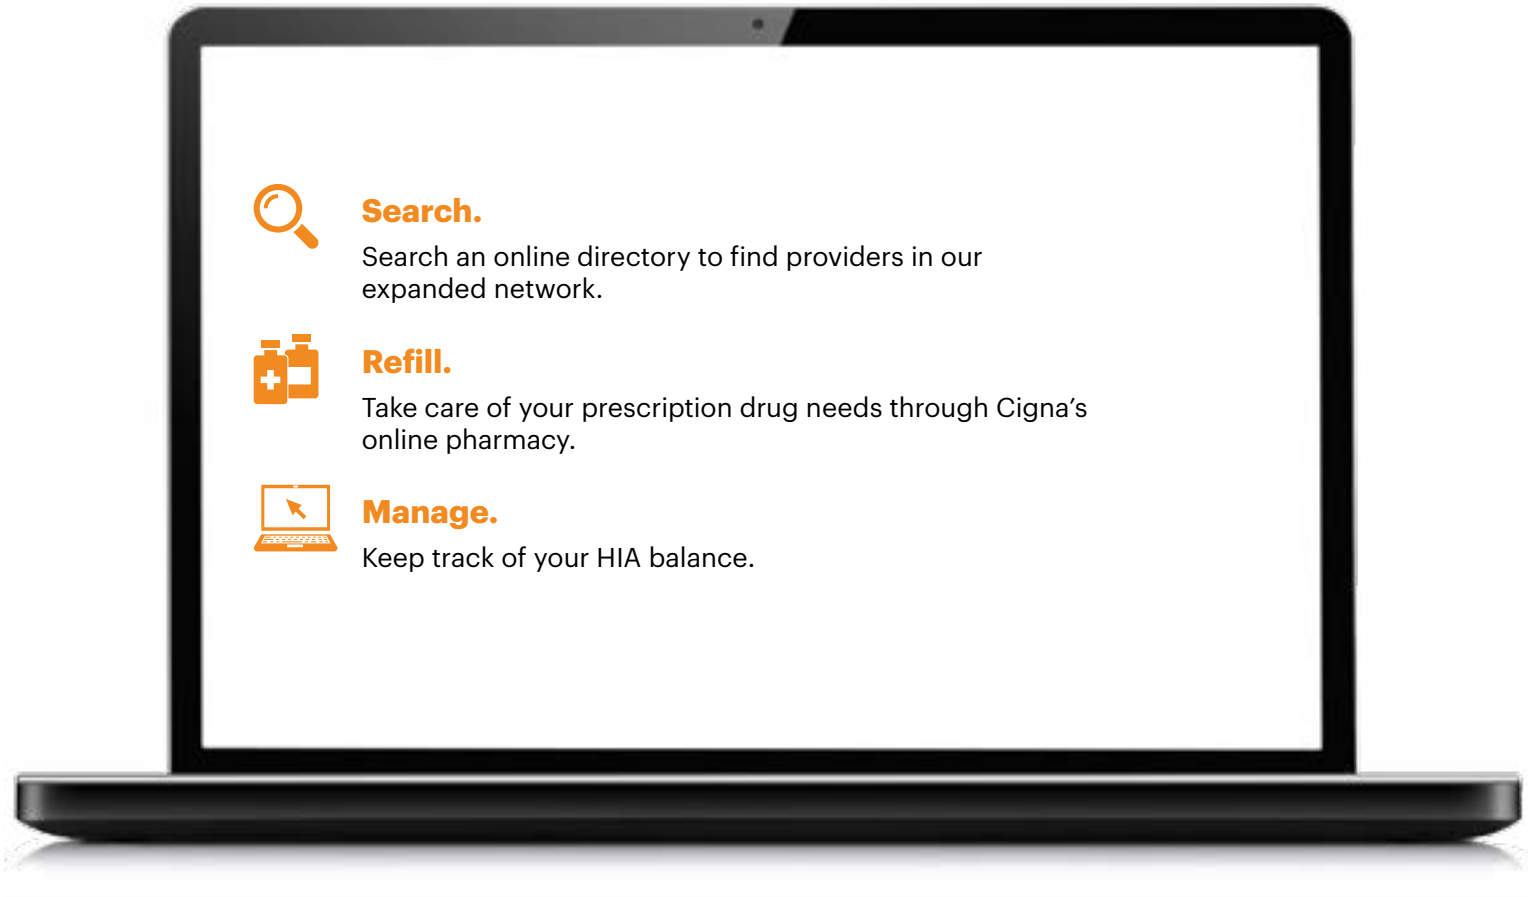 Search.
Search an online directory to find providers in our
expanded network.
Refill.
Take care of your prescription drug needs through Cigna’s
online pharmacy.
Manage.
Keep track of your HIA balance.